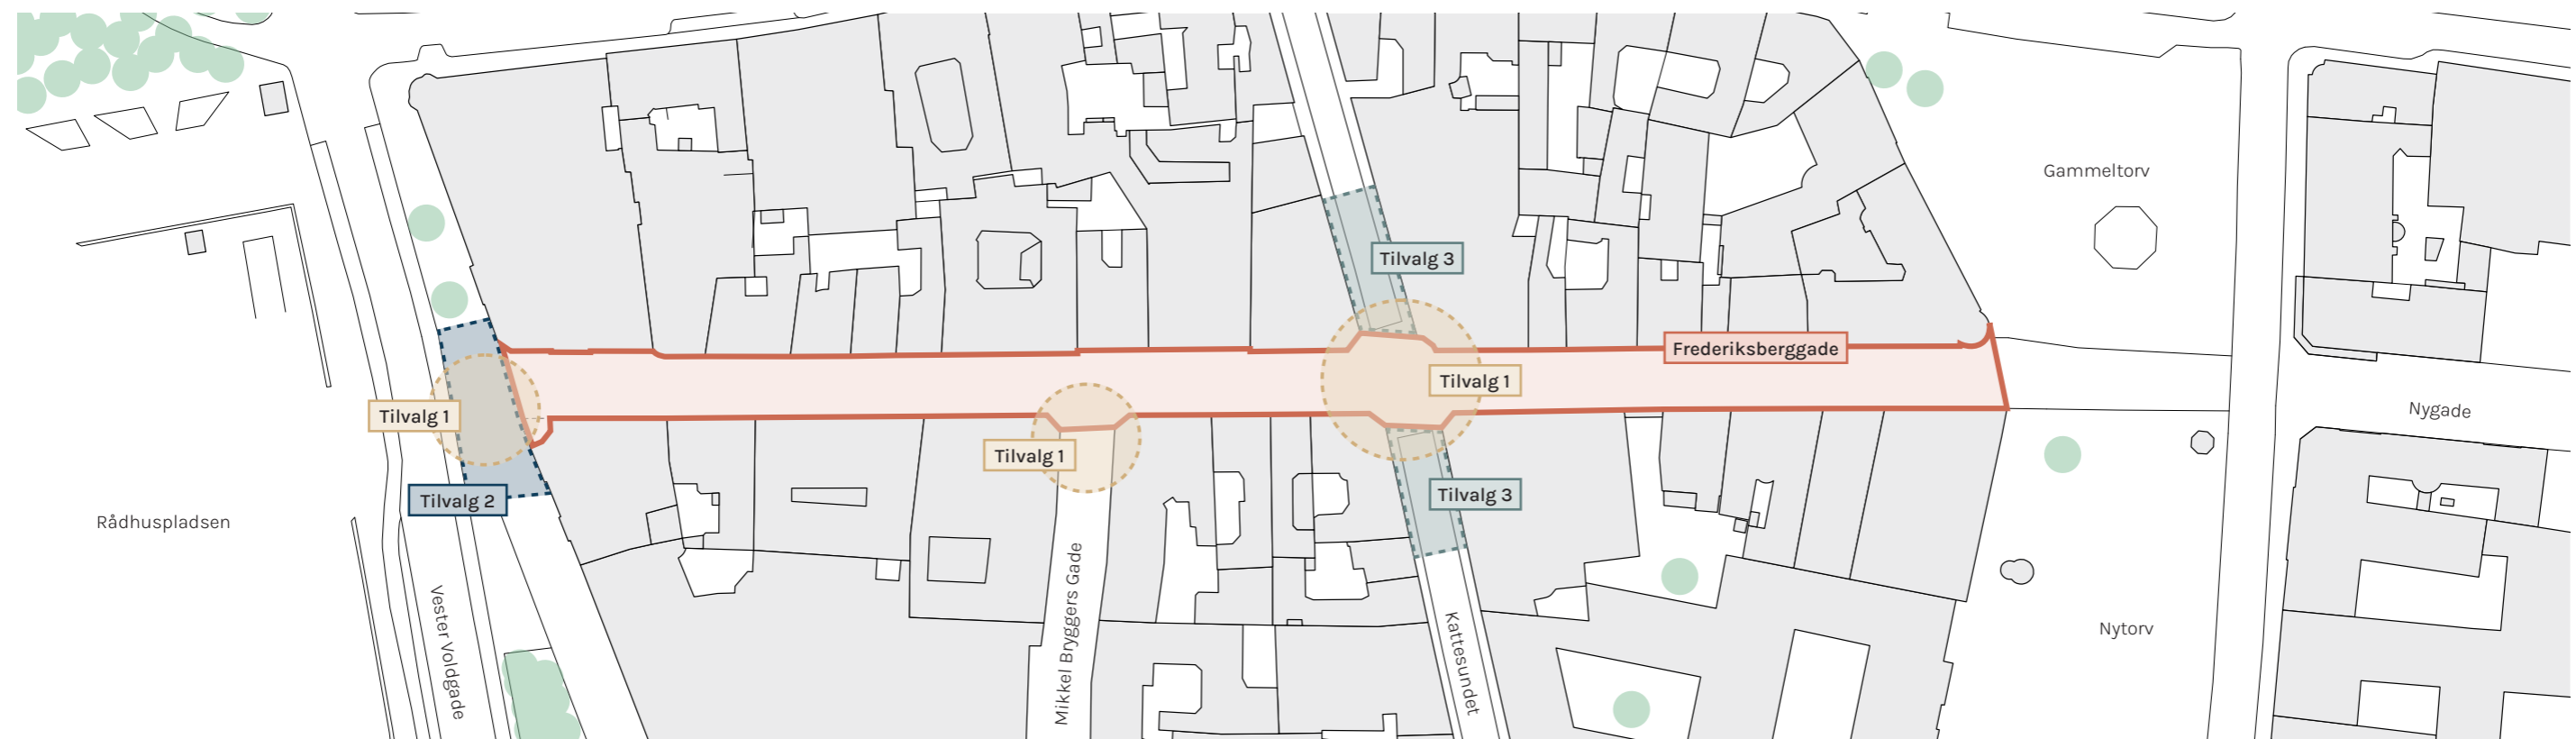 Gammeltorv
Tilvalg 3
Frederiksberggade
Tilvalg 1
Tilvalg 1
Nygade
Tilvalg 1
Tilvalg 2
Tilvalg 3
Rådhuspladsen
Vester Voldgade
Mikkel Bryggers Gade
Kattesundet
Nytorv